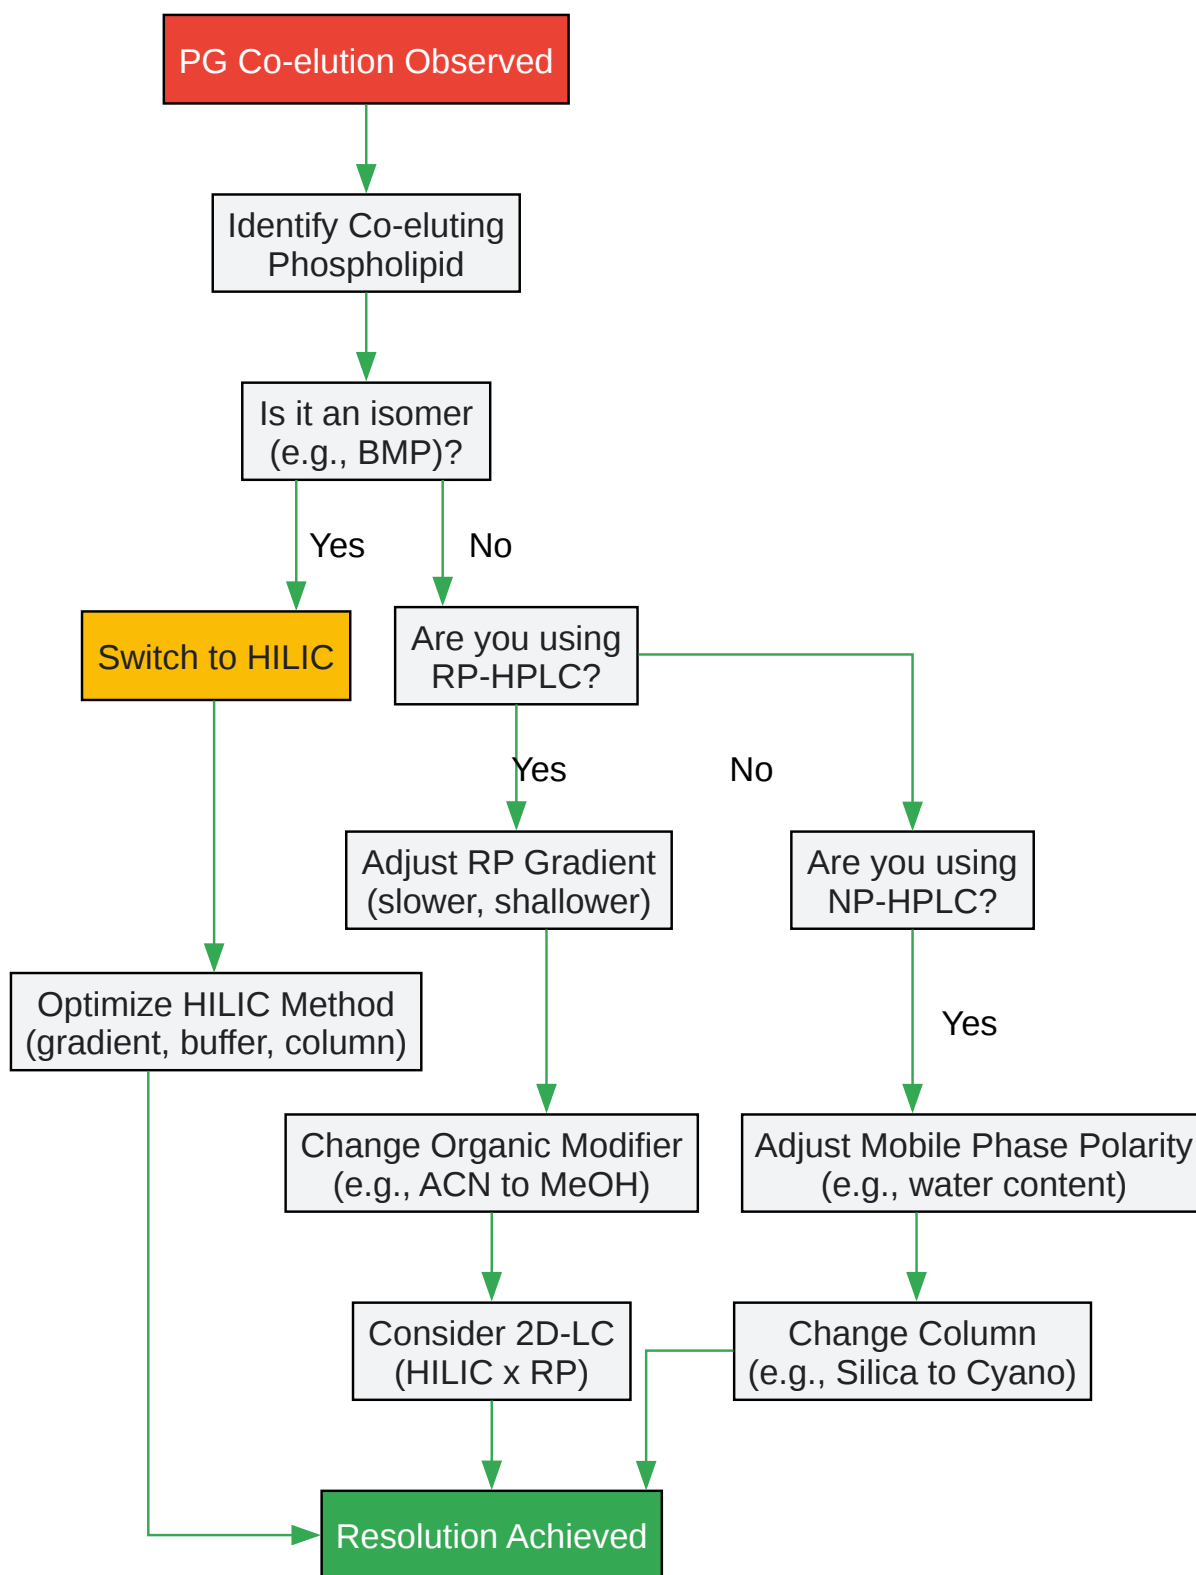 PG Co-elution Observed
Identify Co-eluting
Phospholipid
Is it an isomer
(e.g., BMP)?
Yes
No
Switch to HILIC
Are you using
RP-HPLC?
Yes
No
Adjust RP Gradient
(slower, shallower)
Are you using
NP-HPLC?
Optimize HILIC Method
(gradient, buffer, column)
Yes
Change Organic Modifier
(e.g., ACN to MeOH)
Adjust Mobile Phase Polarity
(e.g., water content)
Consider 2D-LC
(HILIC x RP)
Change Column
(e.g., Silica to Cyano)
Resolution Achieved